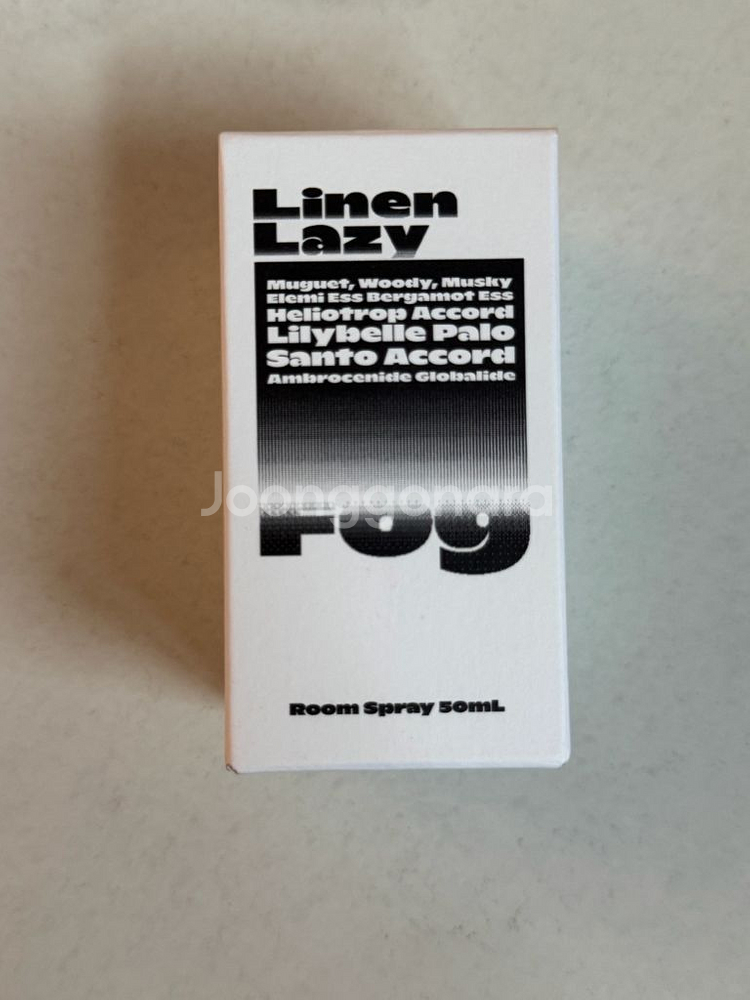 Linen
Lazy
Muguet, Woody, Musky
Elemi Ess Bergamot Ess
Heliotrop Accord
Lilybelle Palo
Santo Accord
Ambrocenide Globalide
Joonggongra
Fog
Room Spray 50mL